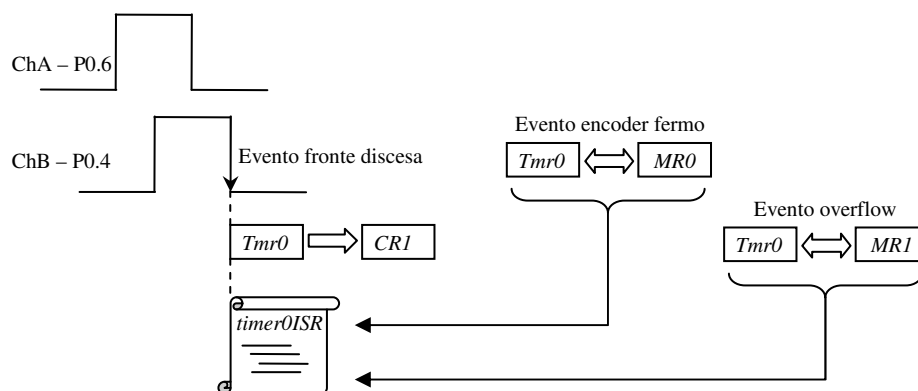 ChA – P0.6
ChB – P0.4
Evento fronte discesa
Evento encoder fermo
Tmr0 MR0
Evento overflow
Tmr0 CR1
Tmr0 MR1
timer0ISR